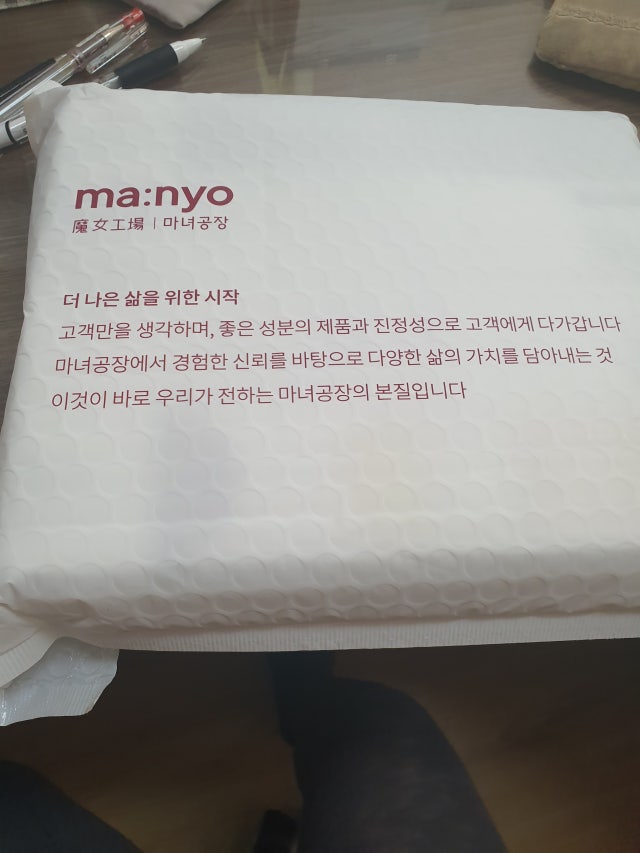 ma:nyo
魔女工場 | 마녀공장
더 나은 삶을 위한 시작
고객만을 생각하며, 좋은 성분의 제품과 진정성으로 고객에게 다가갑니다
마녀공장에서 경험한 신뢰를 바탕으로 다양한 삶의 가치를 담아내는 것
이것이 바로 우리가 전하는 마녀공장의 본질입니다